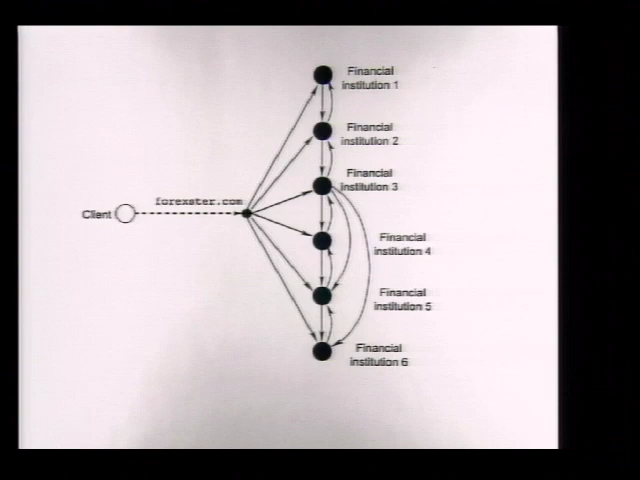 Financial
institution 1
Financial
institution 2
Financial
institution 3
forexster.com
Client
Financial
institution 4
Financial
institution 5
Financial
institution 6